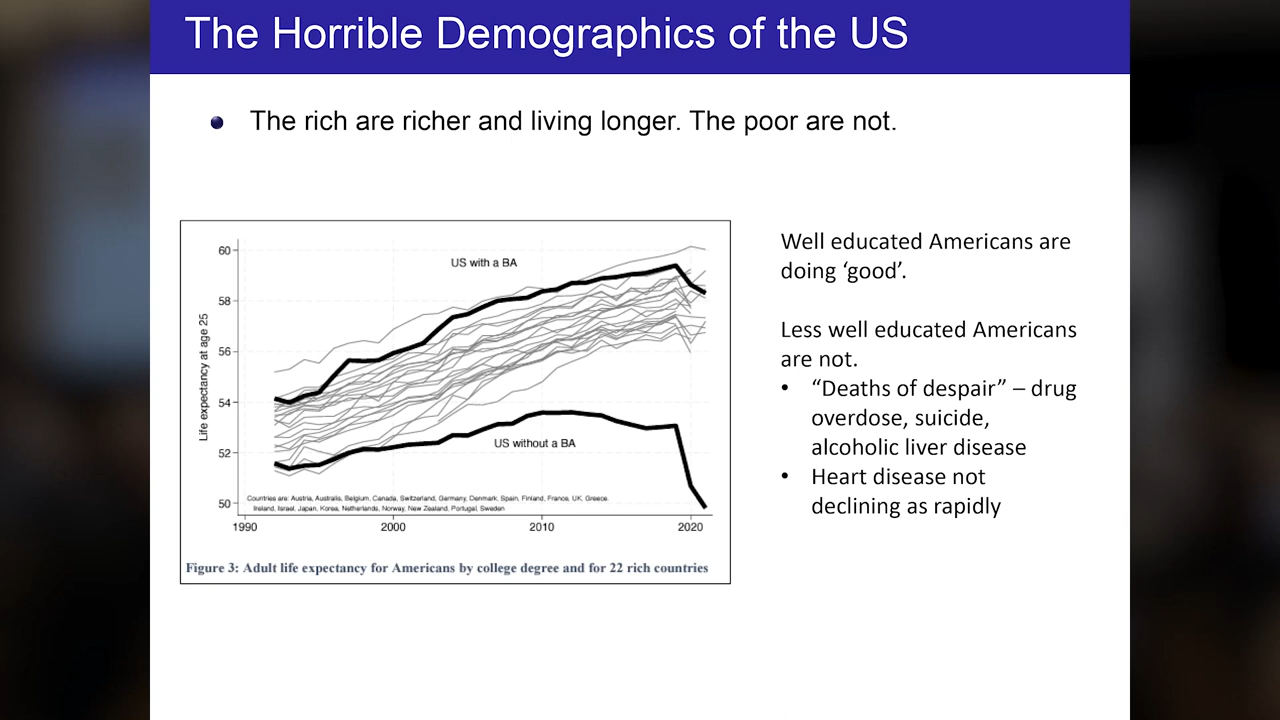 The Horrible Demographics of the US
The rich are richer and living longer. The poor are not.
60
58
56
54
52
50
Life expectancy at age 25
US with a BA
US without a BA
Countries are: Austria, Australis, Belgium, Canada, Switzerland, Germany, Denmark, Spain, Finland, France, UK, Greece.
Ireland, Israel, Japan, Korea, Netherlands, Norway, New Zealand, Portugal, Sweden
1990
2000
2010
2020
Figure 3: Adult life expectancy for Americans by college degree and for 22 rich countries
Well educated Americans are
doing ‘good’.
Less well educated Americans
are not.
• “Deaths of despair” – drug
overdose, suicide,
alcoholic liver disease
• Heart disease not
declining as rapidly